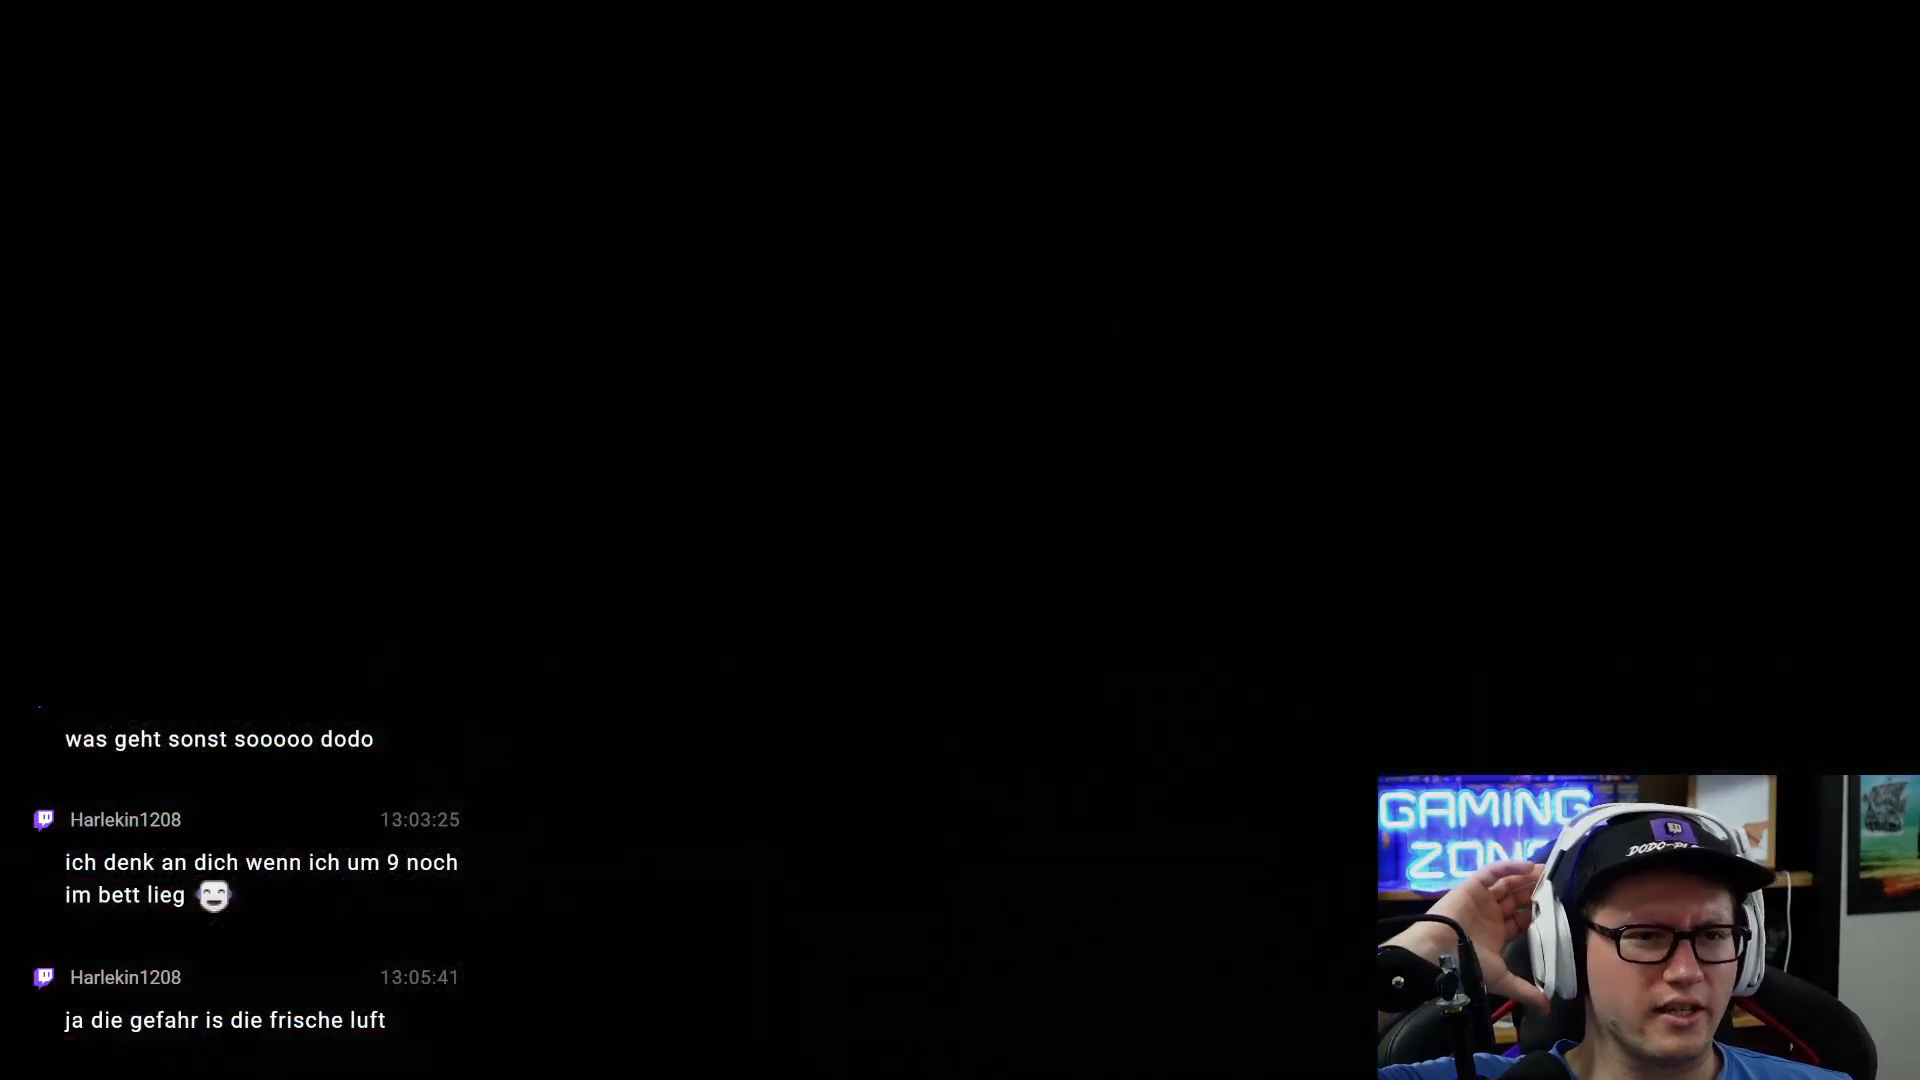 was geht sonst sooooo dodo
Harlekin1208 13:03:25
ich denk an dich wenn ich um 9 noch
im bett lieg
Harlekin1208 13:05:41
ja die gefahr is die frische luft
GAMING
ZONE